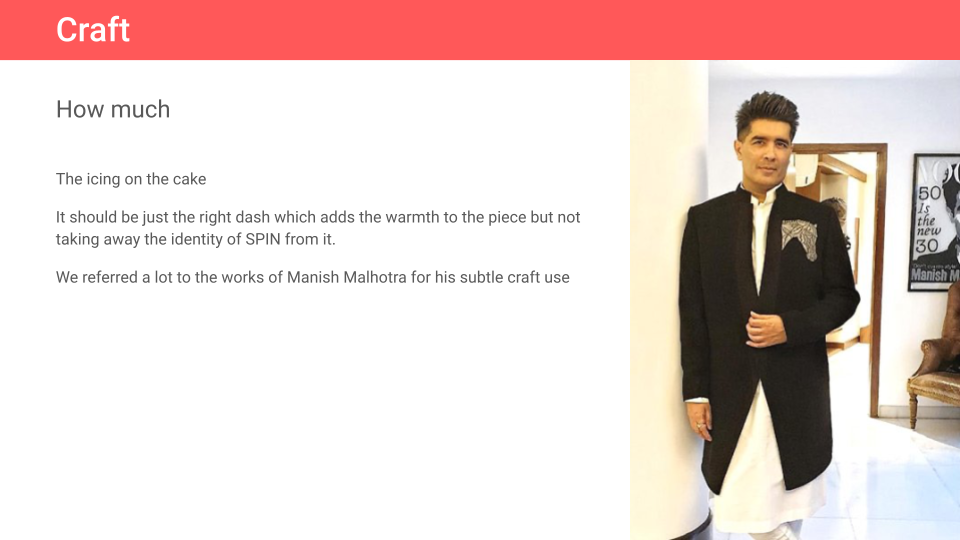 Craft
How much
The icing on the cake
It should be just the right dash which adds the warmth to the piece but not
taking away the identity of SPIN from it.
We referred a lot to the works of Manish Malhotra for his subtle craft use
50
Is
the
new
30
Manish M